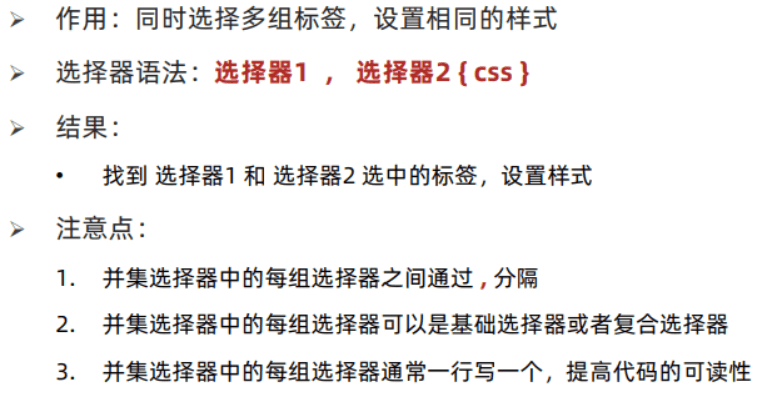 ➢ 作用：同时选择多组标签，设置相同的样式
➢ 选择器语法：选择器1 ， 选择器2 { css }
➢ 结果：
• 找到 选择器1 和 选择器2 选中的标签，设置样式
➢ 注意点：
1. 并集选择器中的每组选择器之间通过 , 分隔
2. 并集选择器中的每组选择器可以是基础选择器或者复合选择器
3. 并集选择器中的每组选择器通常一行写一个，提高代码的可读性